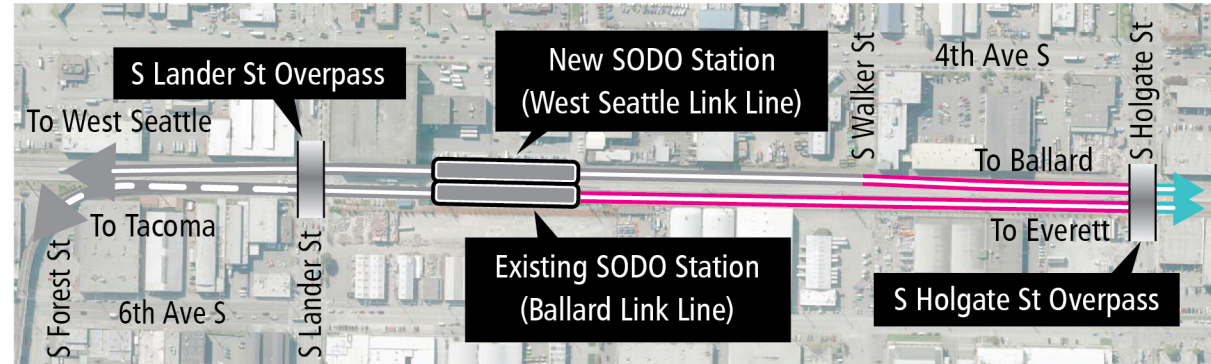 S Lander St Overpass
New SODO Station
(West Seattle Link Line)
S Walker St
4th Ave S
S Holgate St
To West Seattle
To Ballard
To Tacoma
To Everett
S Forest St
6th Ave S
S Lander St
Existing SODO Station
(Ballard Link Line)
S Holgate St Overpass